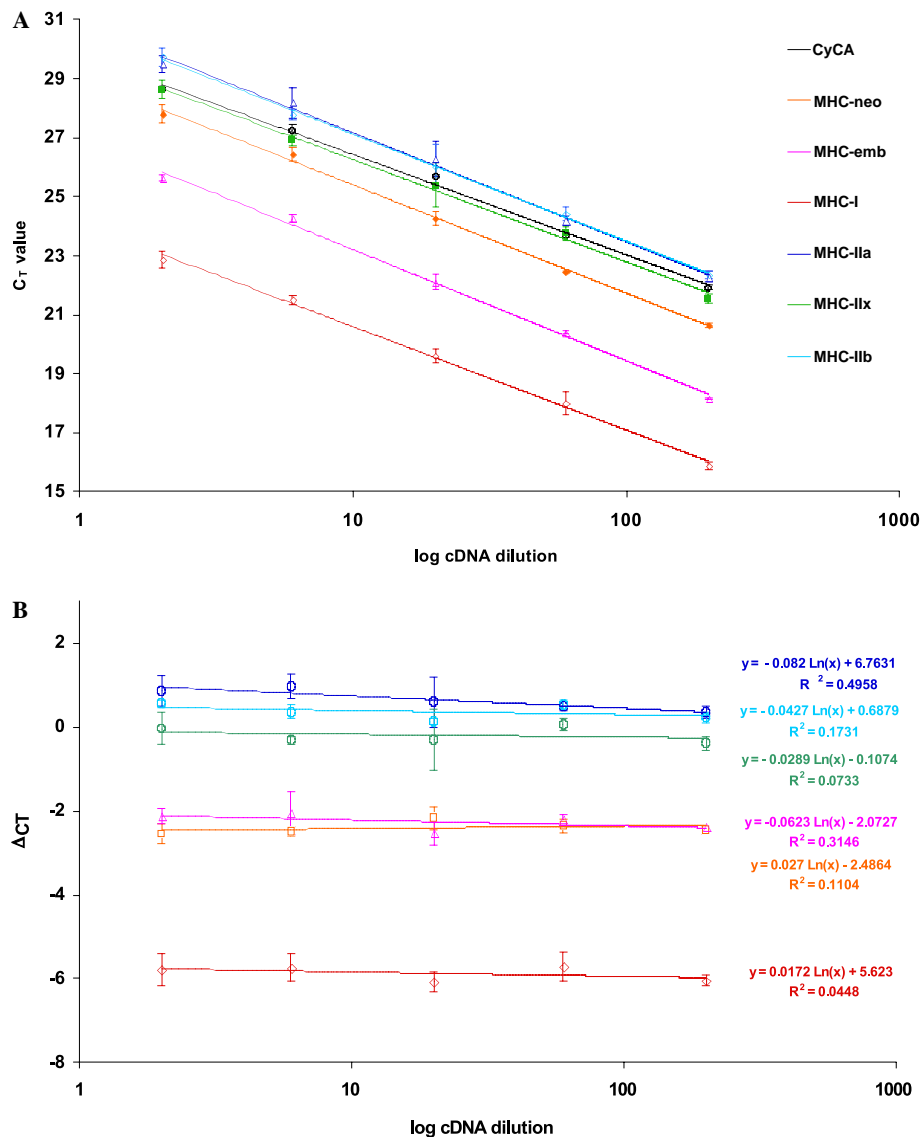 A
31
29
27
25
23
21
19
17
15
C_T value
1 10 100 1000
log cDNA dilution
CyCA
MHC-neo
MHC-emb
MHC-I
MHC-IIa
MHC-IIx
MHC-IIb
B
2
0
-2
-4
-6
-8
ΔCT
1 10 100 1000
log cDNA dilution
y = - 0.082 Ln(x) + 6.7631
R ² = 0.4958
y = - 0.0427 Ln(x) + 0.6879
R² = 0.1731
y = - 0.0289 Ln(x) - 0.1074
R² = 0.0733
y = -0.0623 Ln(x) - 2.0727
R² = 0.3146
y = 0.027 Ln(x) - 2.4864
R² = 0.1104
y = 0.0172 Ln(x) + 5.623
R² = 0.0448